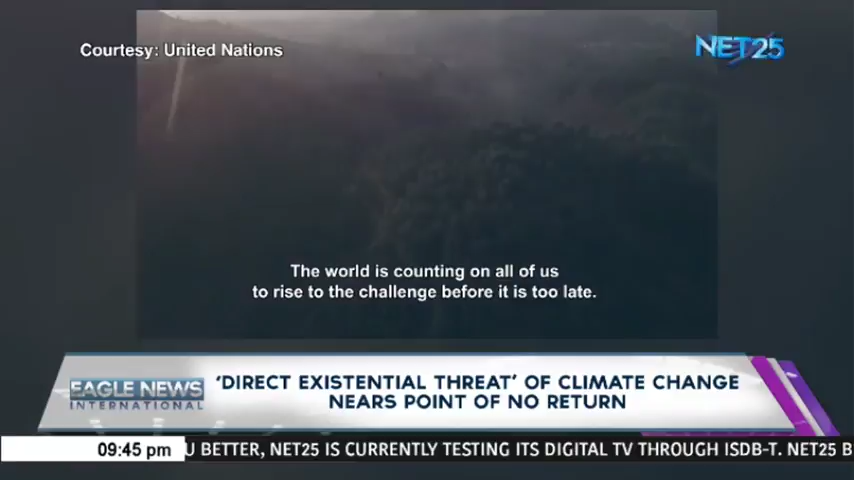 Courtesy: United Nations
NET25
The world is counting on all of us
to rise to the challenge before it is too late.
EAGLE NEWS
INTERNATIONAL
‘DIRECT EXISTENTIAL THREAT’ OF CLIMATE CHANGE
NEARS POINT OF NO RETURN
09:45 pm
U BETTER, NET25 IS CURRENTLY TESTING ITS DIGITAL TV THROUGH ISDB-T. NET25 B